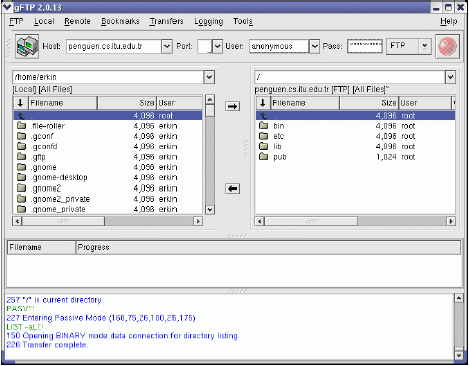 gFTP 2.0.13
FTP Local Remote Bookmarks Transfers Logging Tools Help
Host: penguen.cs.itu.edu.tr Port: User: anonymous Pass: ******** FTP
/home/erkin /
[Local] [All Files] penguen.cs.itu.edu.tr [FTP] [All Files]*
Filename Size User Filename Size User
.. 4,096 root .. 4,096 root
.file-roller 4,096 erkin bin 4,096 root
.gconf 4,096 erkin etc 4,096 root
.gconfd 4,096 erkin lib 4,096 root
.gftp 4,096 erkin pub 1,024 root
.gnome 4,096 erkin
.gnome-desktop 4,096 erkin
.gnome2 4,096 erkin
.gnome2_private 4,096 erkin
.gnome_private 4,096 erkin
Filename Progress
257 "/" is current directory.
PASV
227 Entering Passive Mode (160,75,26,100,25,175)
LIST -aL
150 Opening BINARY mode data connection for directory listing.
226 Transfer complete.